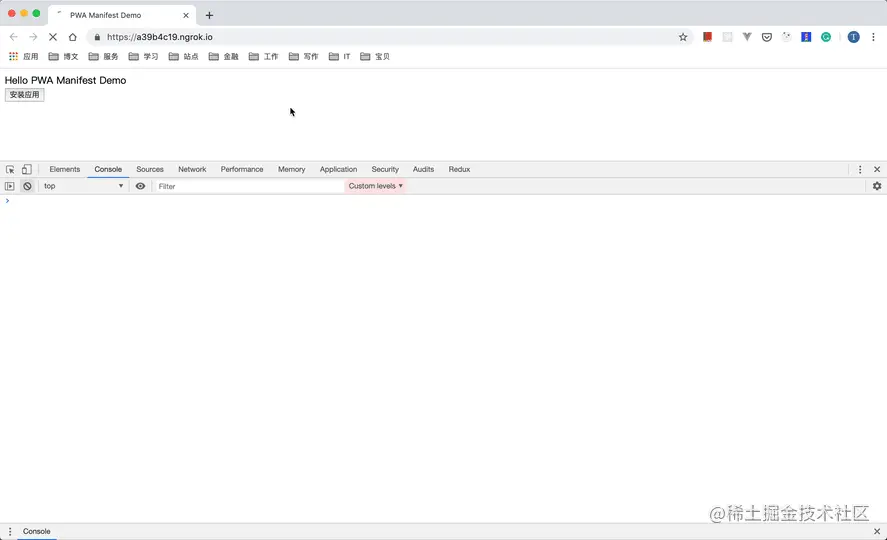 PWA Manifest Demo
https://a39b4c19.ngrok.io
应用 博文 服务 学习 站点 金融 工作 写作 IT 宝贝
Hello PWA Manifest Demo
安装应用
Elements Console Sources Network Performance Memory Application Security Audits Redux
top Filter Custom levels
Console
@稀土掘金技术社区